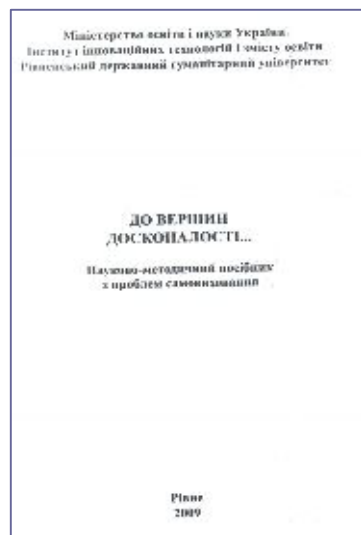 Міністерство освіти і науки України
Інститут інноваційних технологій і змісту освіти
Рівненський державний гуманітарний університет
ДО ВЕРШИН
ДОСКОНАЛОСТІ...
Науково-методичний посібник
з проблем самовиховання
Рівне
2009